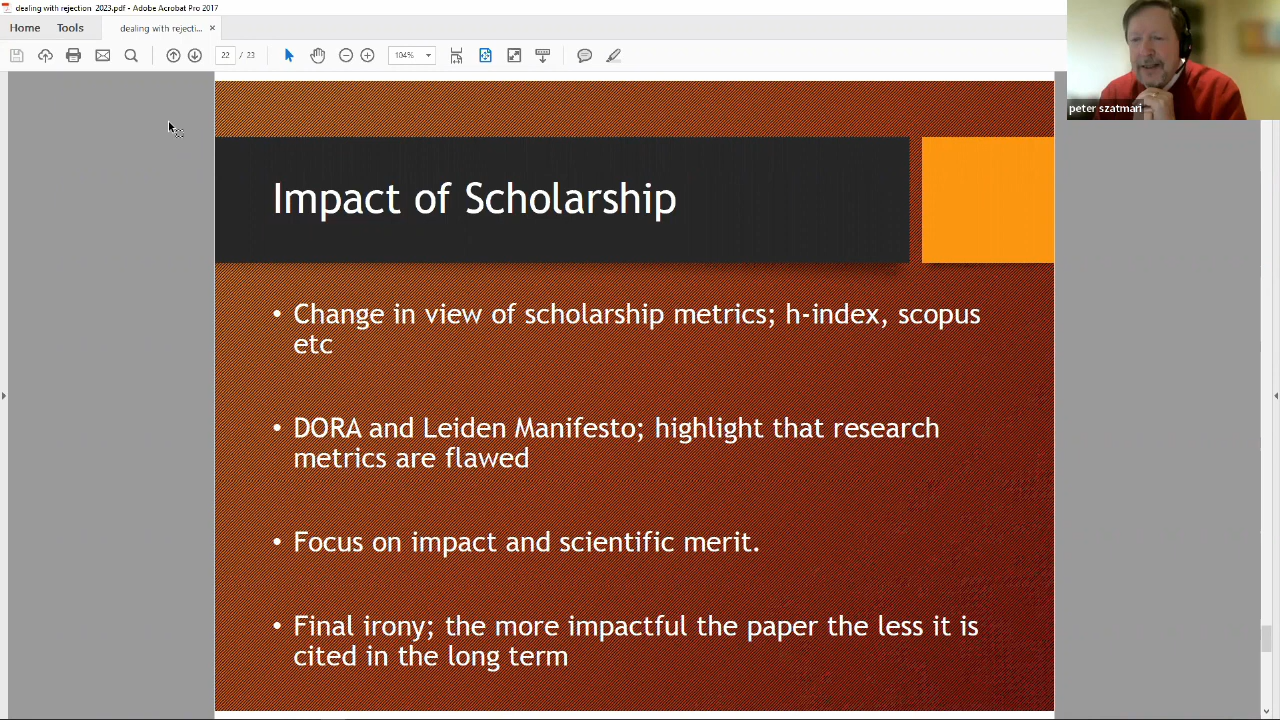 dealing with rejection 2023.pdf - Adobe Acrobat Pro 2017
Home
Tools
dealing with rejecti...
22 / 23
104%
peter szatmari
Impact of Scholarship
• Change in view of scholarship metrics; h-index, scopus
etc
• DORA and Leiden Manifesto; highlight that research
metrics are flawed
• Focus on impact and scientific merit.
• Final irony; the more impactful the paper the less it is
cited in the long term